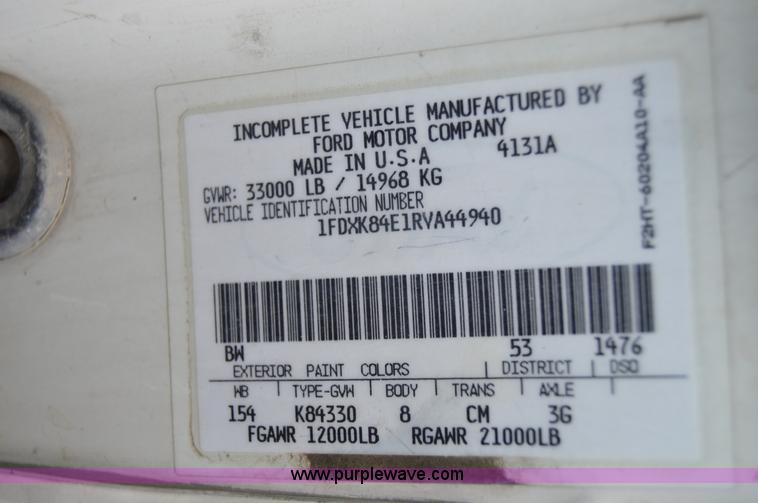 INCOMPLETE VEHICLE MANUFACTURED BY
FORD MOTOR COMPANY
MADE IN U.S.A 4131A
GVWR: 33000 LB / 14968 KG
VEHICLE IDENTIFICATION NUMBER
1FDXK84E1RVA44940
F2HT-60204A10-AA
BW 53 1476
EXTERIOR PAINT COLORS DISTRICT DSO
WB TYPE-GVW BODY TRANS AXLE
154 K84330 8 CM 3G
FGAWR 12000LB RGAWR 21000LB
www.purplewave.com